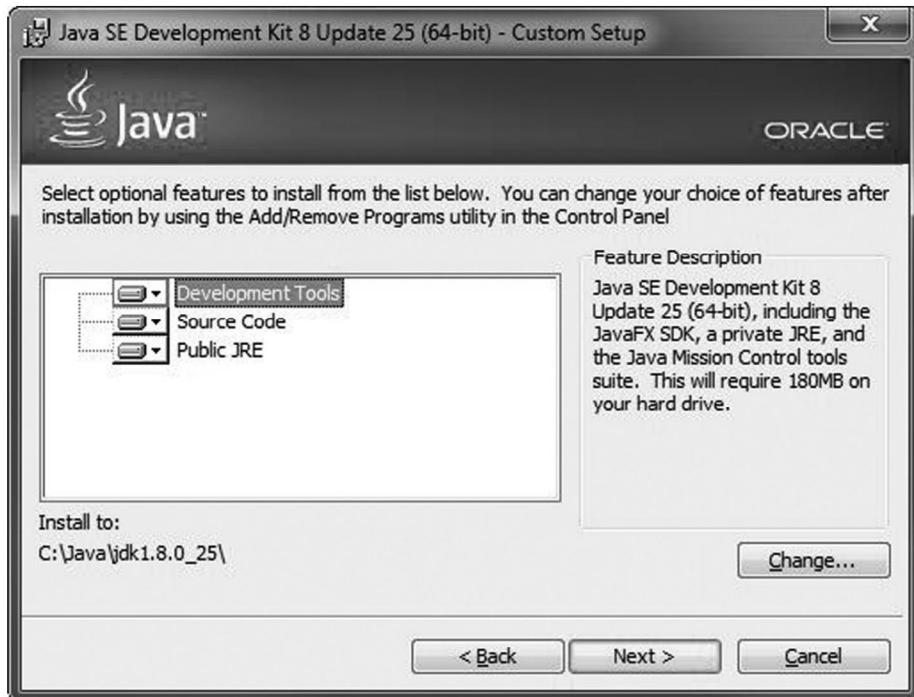 Java SE Development Kit 8 Update 25 (64-bit) - Custom Setup
Java
ORACLE
Select optional features to install from the list below. You can change your choice of features after
installation by using the Add/Remove Programs utility in the Control Panel
Development Tools
Source Code
Public JRE
Feature Description
Java SE Development Kit 8
Update 25 (64-bit), including the
JavaFX SDK, a private JRE, and
the Java Mission Control tools
suite. This will require 180MB on
your hard drive.
Install to:
C:\Java\jdk1.8.0_25\
Change...
< Back
Next >
Cancel